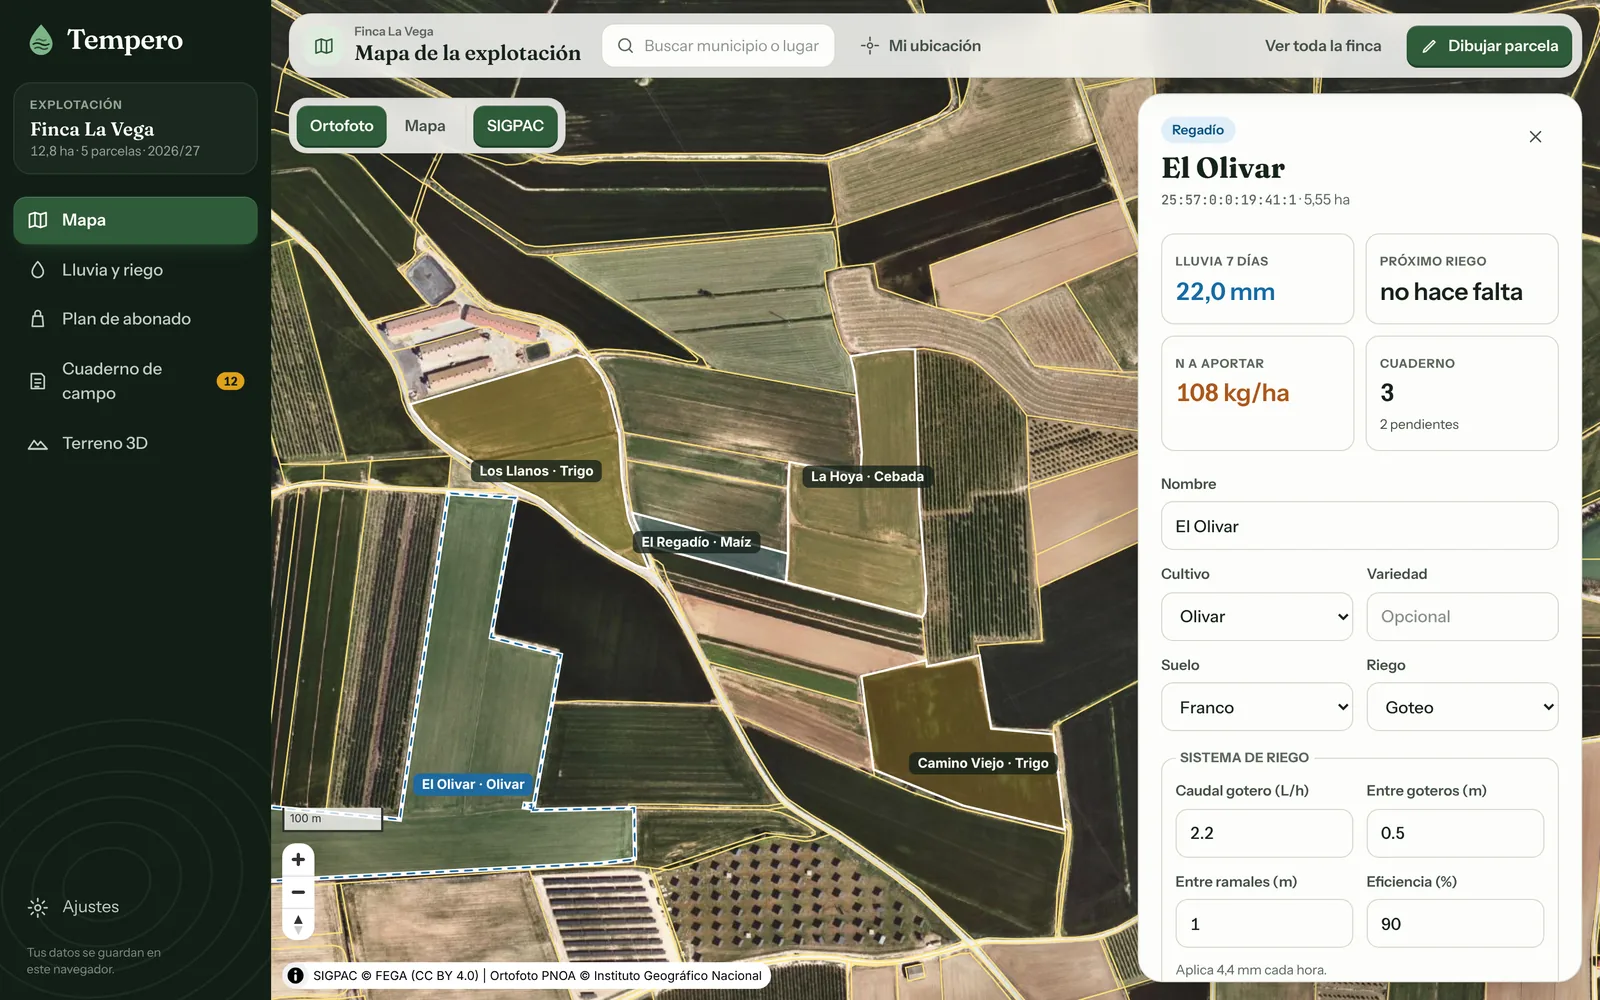 Tempero
EXPLOTACIÓN
Finca La Vega
12,8 ha · 5 parcelas · 2026/27
Mapa
Lluvia y riego
Plan de abonado
Cuaderno de
campo
12
Terreno 3D
Ajustes
Tus datos se guardan en
este navegador.
Finca La Vega
Mapa de la explotación
Buscar municipio o lugar
Mi ubicación
Ver toda la finca
Dibujar parcela
Ortofoto
Mapa
SIGPAC
Los Llanos · Trigo
La Hoya · Cebada
El Regadío · Maíz
Camino Viejo · Trigo
El Olivar · Olivar
100 m
SIGPAC © FEGA (CC BY 4.0) | Ortofoto PNOA © Instituto Geográfico Nacional
Regadío
El Olivar
25:57:0:0:19:41:1 · 5,55 ha
LLUVIA 7 DÍAS
22,0 mm
PRÓXIMO RIEGO
no hace falta
N A APORTAR
108 kg/ha
CUADERNO
3
2 pendientes
Nombre
El Olivar
Cultivo
Variedad
Olivar
Opcional
Suelo
Riego
Franco
Goteo
SISTEMA DE RIEGO
Caudal gotero (L/h)
Entre goteros (m)
2.2
0.5
Entre ramales (m)
Eficiencia (%)
1
90
Aplica 4,4 mm cada hora.